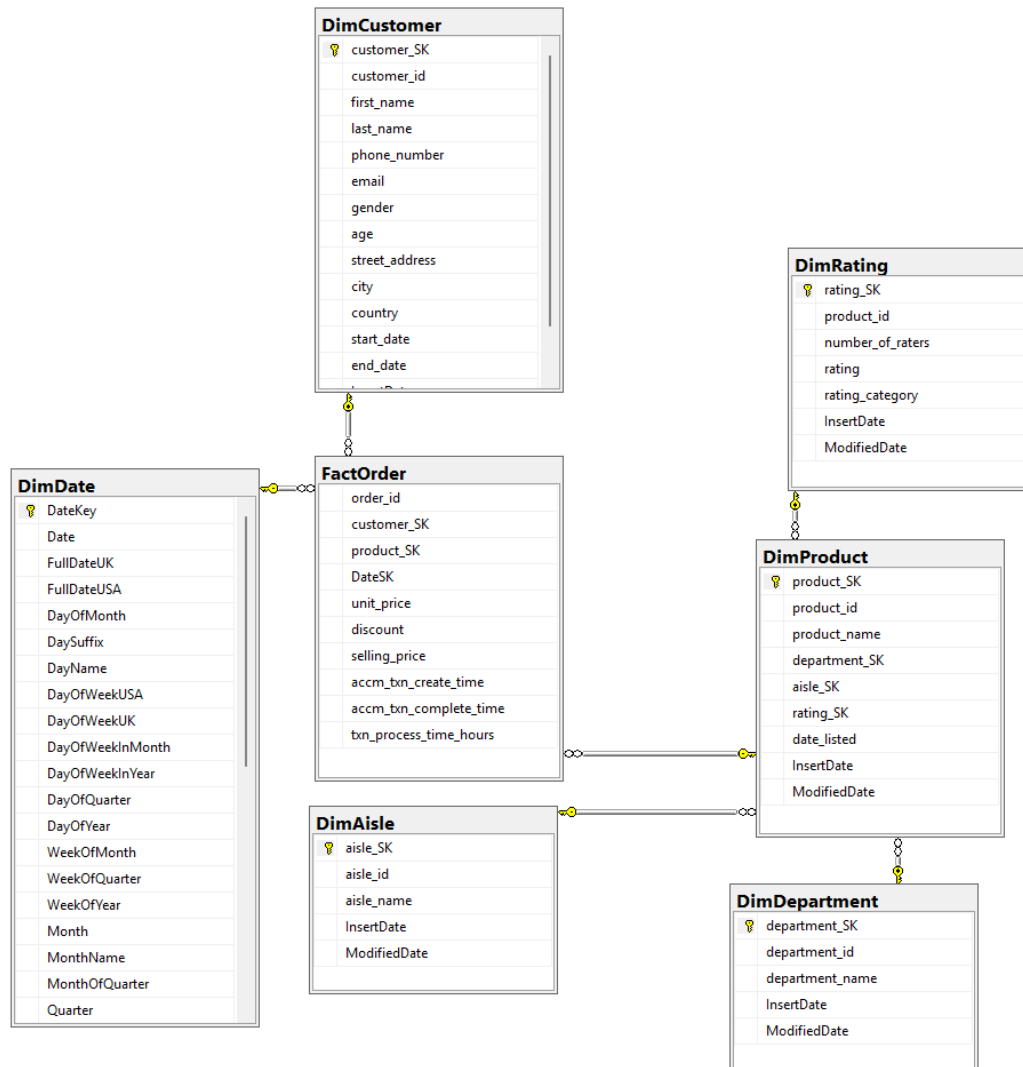 DimCustomer
customer_SK
customer_id
first_name
last_name
phone_number
email
gender
age
street_address
city
country
start_date
end_date
DimRating
rating_SK
product_id
number_of_raters
rating
rating_category
InsertDate
ModifiedDate
FactOrder
order_id
customer_SK
product_SK
DateSK
unit_price
discount
selling_price
accm_txn_create_time
accm_txn_complete_time
txn_process_time_hours
DimDate
DateKey
Date
FullDateUK
FullDateUSA
DayOfMonth
DaySuffix
DayName
DayOfWeekUSA
DayOfWeekUK
DayOfWeekInMonth
DayOfWeekInYear
DayOfQuarter
DayOfYear
WeekOfMonth
WeekOfQuarter
WeekOfYear
Month
MonthName
MonthOfQuarter
Quarter
DimProduct
product_SK
product_id
product_name
department_SK
aisle_SK
rating_SK
date_listed
InsertDate
ModifiedDate
DimAisle
aisle_SK
aisle_id
aisle_name
InsertDate
ModifiedDate
DimDepartment
department_SK
department_id
department_name
InsertDate
ModifiedDate